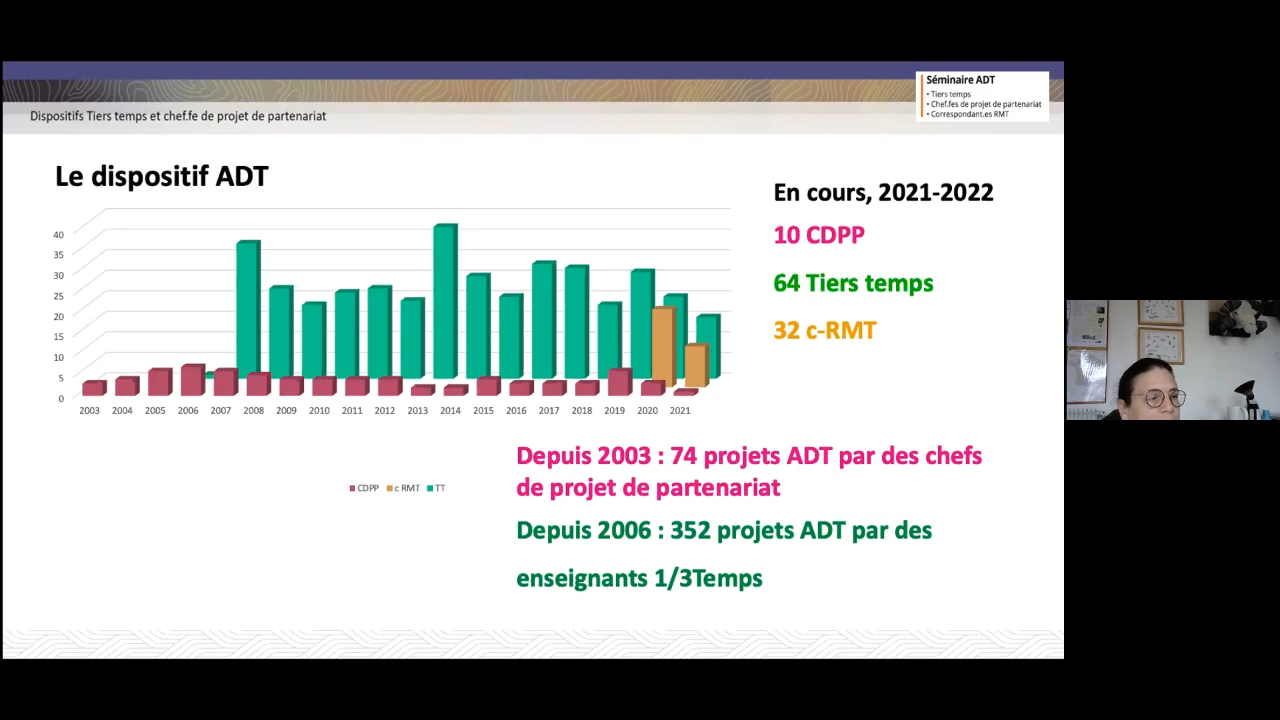 Séminaire ADT
• Tiers temps
• Chef.fes de projet de partenariat
• Correspondant.es RMT
Dispositifs Tiers temps et chef.fe de projet de partenariat
Le dispositif ADT
En cours, 2021-2022
10 CDPP
64 Tiers temps
32 c-RMT
40
35
30
25
20
15
10
5
0
2003 2004 2005 2006 2007 2008 2009 2010 2011 2012 2013 2014 2015 2016 2017 2018 2019 2020 2021
CDPP c RMT TT
Depuis 2003 : 74 projets ADT par des chefs
de projet de partenariat
Depuis 2006 : 352 projets ADT par des
enseignants 1/3Temps